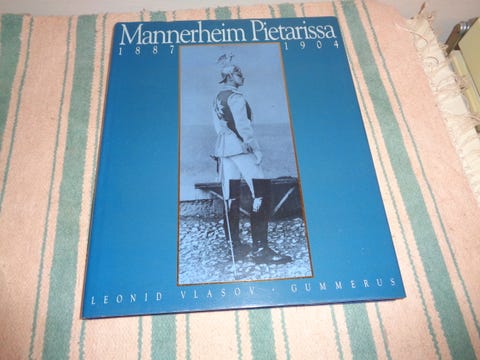 Mannerheim Pietarissa
1887 1904
LEONID VLASOV · GUMMERUS